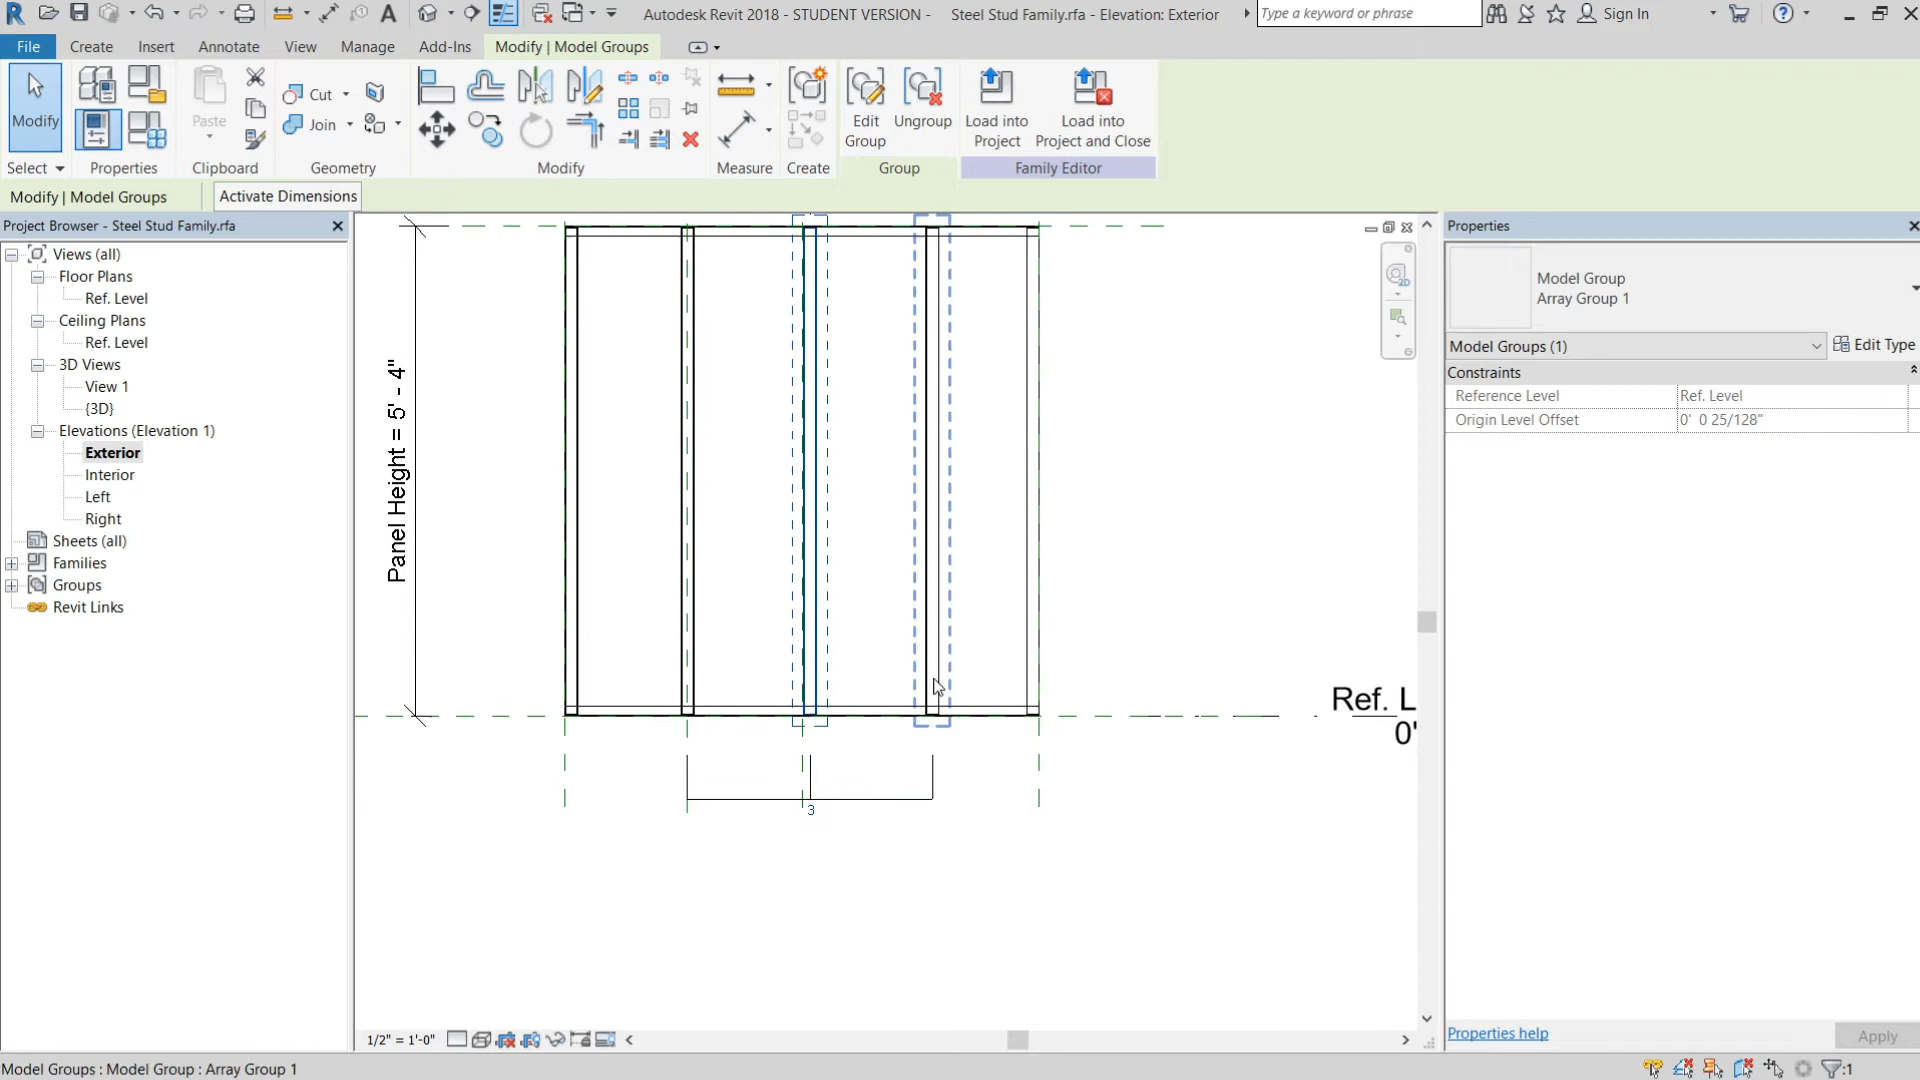 Autodesk Revit 2018 - STUDENT VERSION - Steel Stud Family.rfa - Elevation: Exterior
Type a keyword or phrase
Sign In
File Create Insert Annotate View Manage Add-Ins Modify | Model Groups
Modify
Paste
Cut
Join
Edit Group
Ungroup
Load into Project
Load into Project and Close
Select Properties Clipboard Geometry Modify Measure Create Group Family Editor
Modify | Model Groups Activate Dimensions
Project Browser - Steel Stud Family.rfa
Views (all)
Floor Plans
Ref. Level
Ceiling Plans
Ref. Level
3D Views
View 1
{3D}
Elevations (Elevation 1)
Exterior
Interior
Left
Right
Sheets (all)
Families
Groups
Revit Links
Panel Height = 5' - 4"
3
Ref. L
0'
2D
1/2" = 1'-0"
Properties
Model Group
Array Group 1
Model Groups (1) Edit Type
Constraints
Reference Level Ref. Level
Origin Level Offset 0' 0 25/128"
Properties help Apply
Model Groups : Model Group : Array Group 1
:1